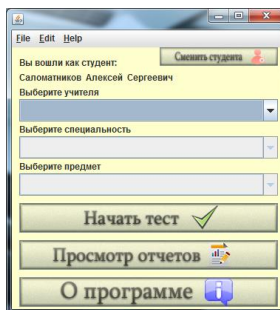 File Edit Help
Вы вошли как студент:
Сменить студента
Саломатников Алексей Сергеевич
Выберите учителя
Выберите специальность
Выберите предмет
Начать тест
Просмотр отчетов
О программе